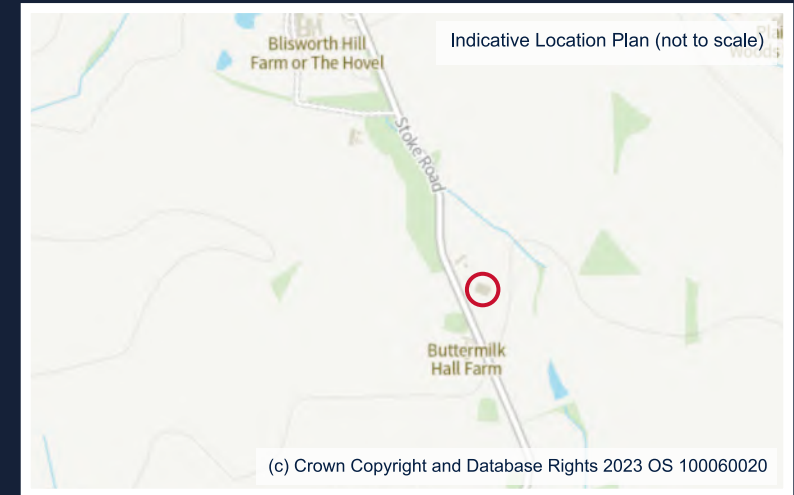 Indicative Location Plan (not to scale)
Blisworth Hill
Farm or The Hovel
Woods
Stoke Road
Buttermilk
Hall Farm
(c) Crown Copyright and Database Rights 2023 OS 100060020